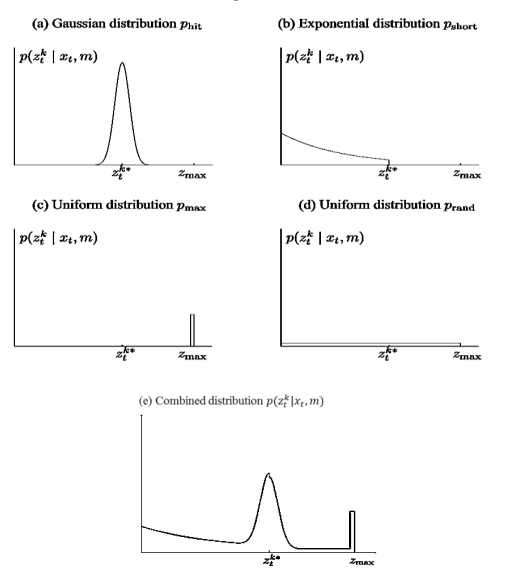 (a) Gaussian distribution p_hit
(b) Exponential distribution p_short
p(z_t^k | x_t, m)
p(z_t^k | x_t, m)
z_t^{k*}
z_max
z_t^{k*}
z_max
(c) Uniform distribution p_max
(d) Uniform distribution p_rand
p(z_t^k | x_t, m)
p(z_t^k | x_t, m)
z_t^{k*}
z_max
z_t^{k*}
z_max
(e) Combined distribution p(z_t^k|x_t, m)
z_t^{k*}
z_max